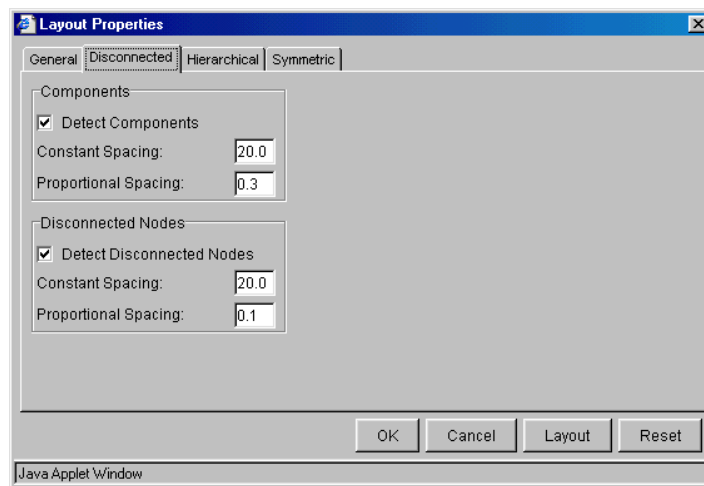 Layout Properties
General Disconnected Hierarchical Symmetric
Components
Detect Components
Constant Spacing: 20.0
Proportional Spacing: 0.3
Disconnected Nodes
Detect Disconnected Nodes
Constant Spacing: 20.0
Proportional Spacing: 0.1
OK Cancel Layout Reset
Java Applet Window